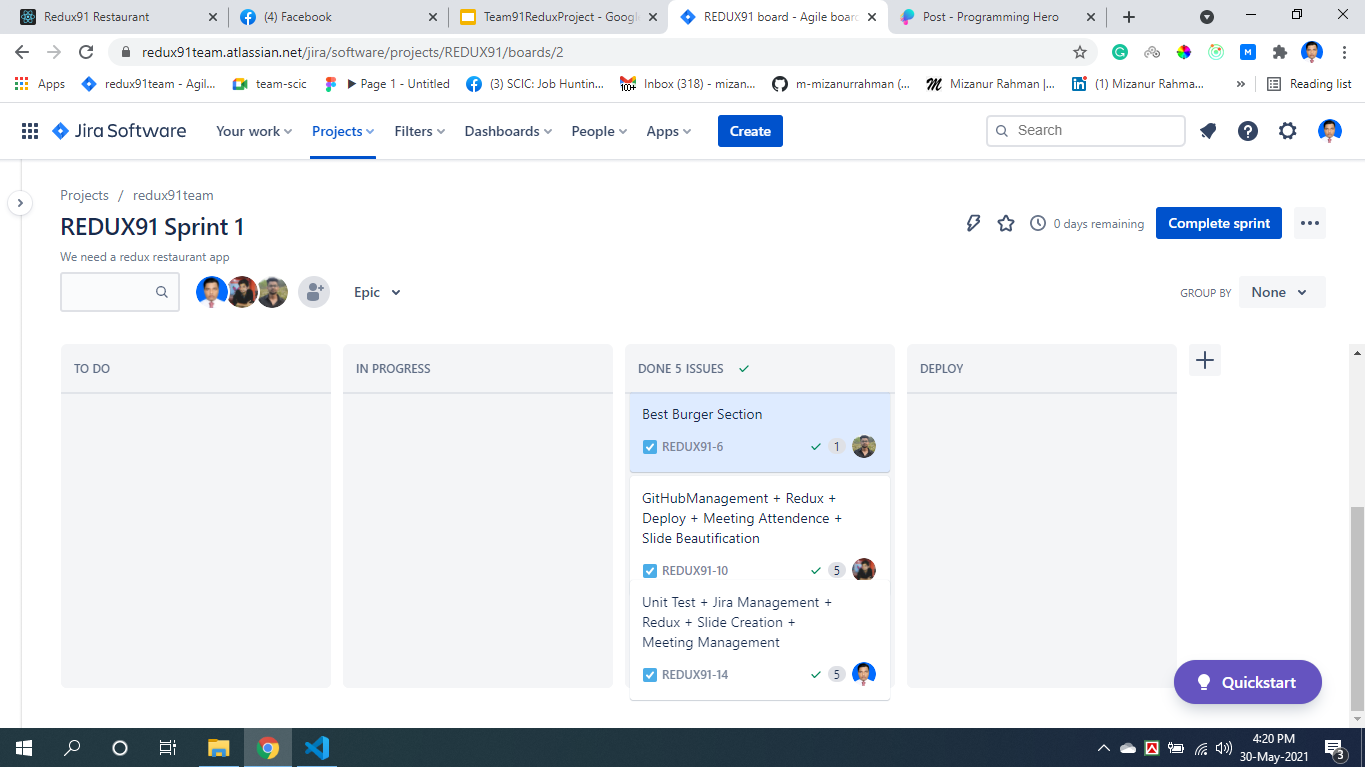 Redux91 Restaurant
(4) Facebook
Team91ReduxProject - Google
REDUX91 board - Agile board
Post - Programming Hero
redux91team.atlassian.net/jira/software/projects/REDUX91/boards/2
Apps
redux91team - Agil...
team-scic
▶ Page 1 - Untitled
(3) SCIC: Job Huntin...
100+
Inbox (318) - mizan...
m-mizanurrahman (...
Mizanur Rahman |...
(1) Mizanur Rahma...
»
Reading list
Jira Software
Your work
Projects
Filters
Dashboards
People
Apps
Create
Search
Projects / redux91team
REDUX91 Sprint 1
0 days remaining
Complete sprint
We need a redux restaurant app
Epic
GROUP BY
None
TO DO
IN PROGRESS
DONE 5 ISSUES
DEPLOY
Best Burger Section
REDUX91-6
1
GitHubManagement + Redux +
Deploy + Meeting Attendence +
Slide Beautification
REDUX91-10
5
Unit Test + Jira Management +
Redux + Slide Creation +
Meeting Management
REDUX91-14
5
Quickstart
4:20 PM
30-May-2021
3